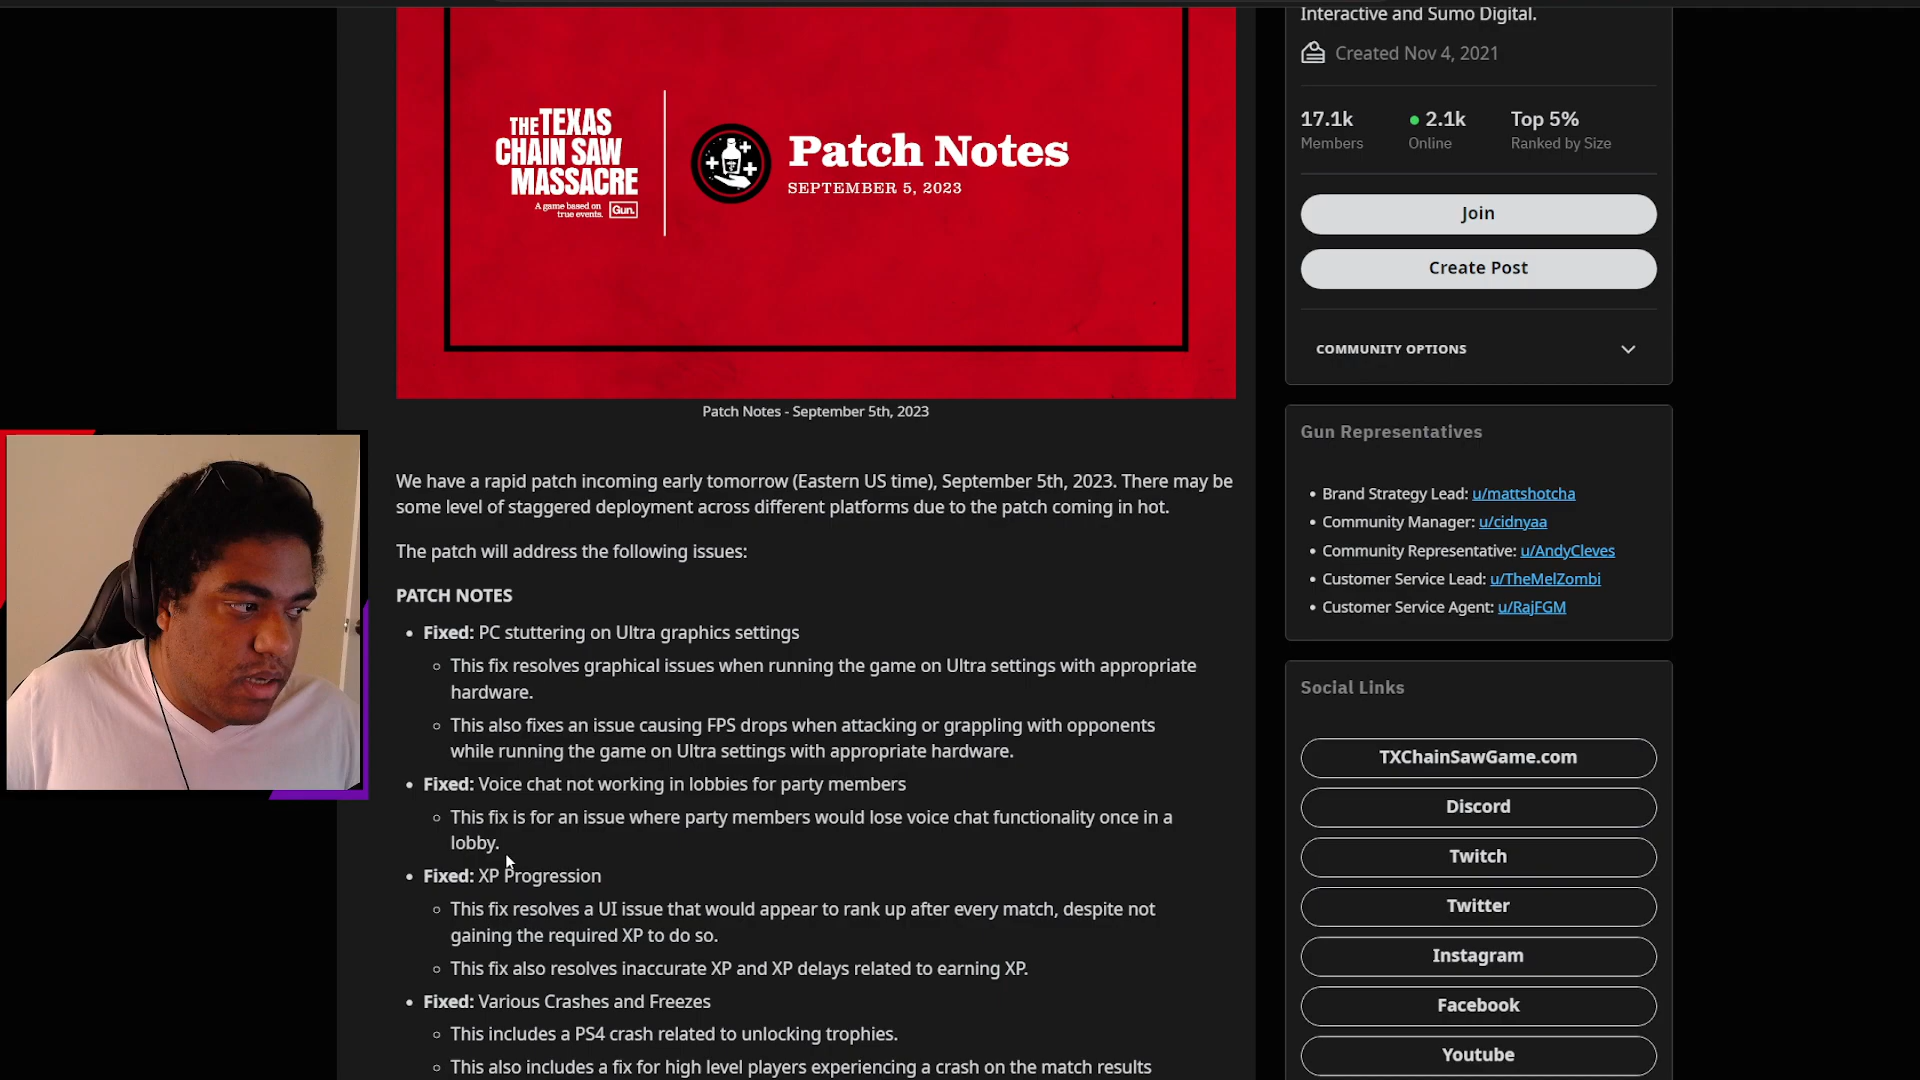 THE TEXAS
CHAIN SAW
MASSACRE
A game based on
true events. Gun.
Patch Notes
SEPTEMBER 5, 2023
Patch Notes - September 5th, 2023
We have a rapid patch incoming early tomorrow (Eastern US time), September 5th, 2023. There may be
some level of staggered deployment across different platforms due to the patch coming in hot.
The patch will address the following issues:
PATCH NOTES
• Fixed: PC stuttering on Ultra graphics settings
◦ This fix resolves graphical issues when running the game on Ultra settings with appropriate
hardware.
◦ This also fixes an issue causing FPS drops when attacking or grappling with opponents
while running the game on Ultra settings with appropriate hardware.
• Fixed: Voice chat not working in lobbies for party members
◦ This fix is for an issue where party members would lose voice chat functionality once in a
lobby.
• Fixed: XP Progression
◦ This fix resolves a UI issue that would appear to rank up after every match, despite not
gaining the required XP to do so.
◦ This fix also resolves inaccurate XP and XP delays related to earning XP.
• Fixed: Various Crashes and Freezes
◦ This includes a PS4 crash related to unlocking trophies.
◦ This also includes a fix for high level players experiencing a crash on the match results
Interactive and Sumo Digital.
Created Nov 4, 2021
17.1k 2.1k Top 5%
Members Online Ranked by Size
Join
Create Post
COMMUNITY OPTIONS
Gun Representatives
• Brand Strategy Lead: u/mattshotcha
• Community Manager: u/cidnyaa
• Community Representative: u/AndyCleves
• Customer Service Lead: u/TheMelZombi
• Customer Service Agent: u/RajFGM
Social Links
TXChainSawGame.com
Discord
Twitch
Twitter
Instagram
Facebook
Youtube